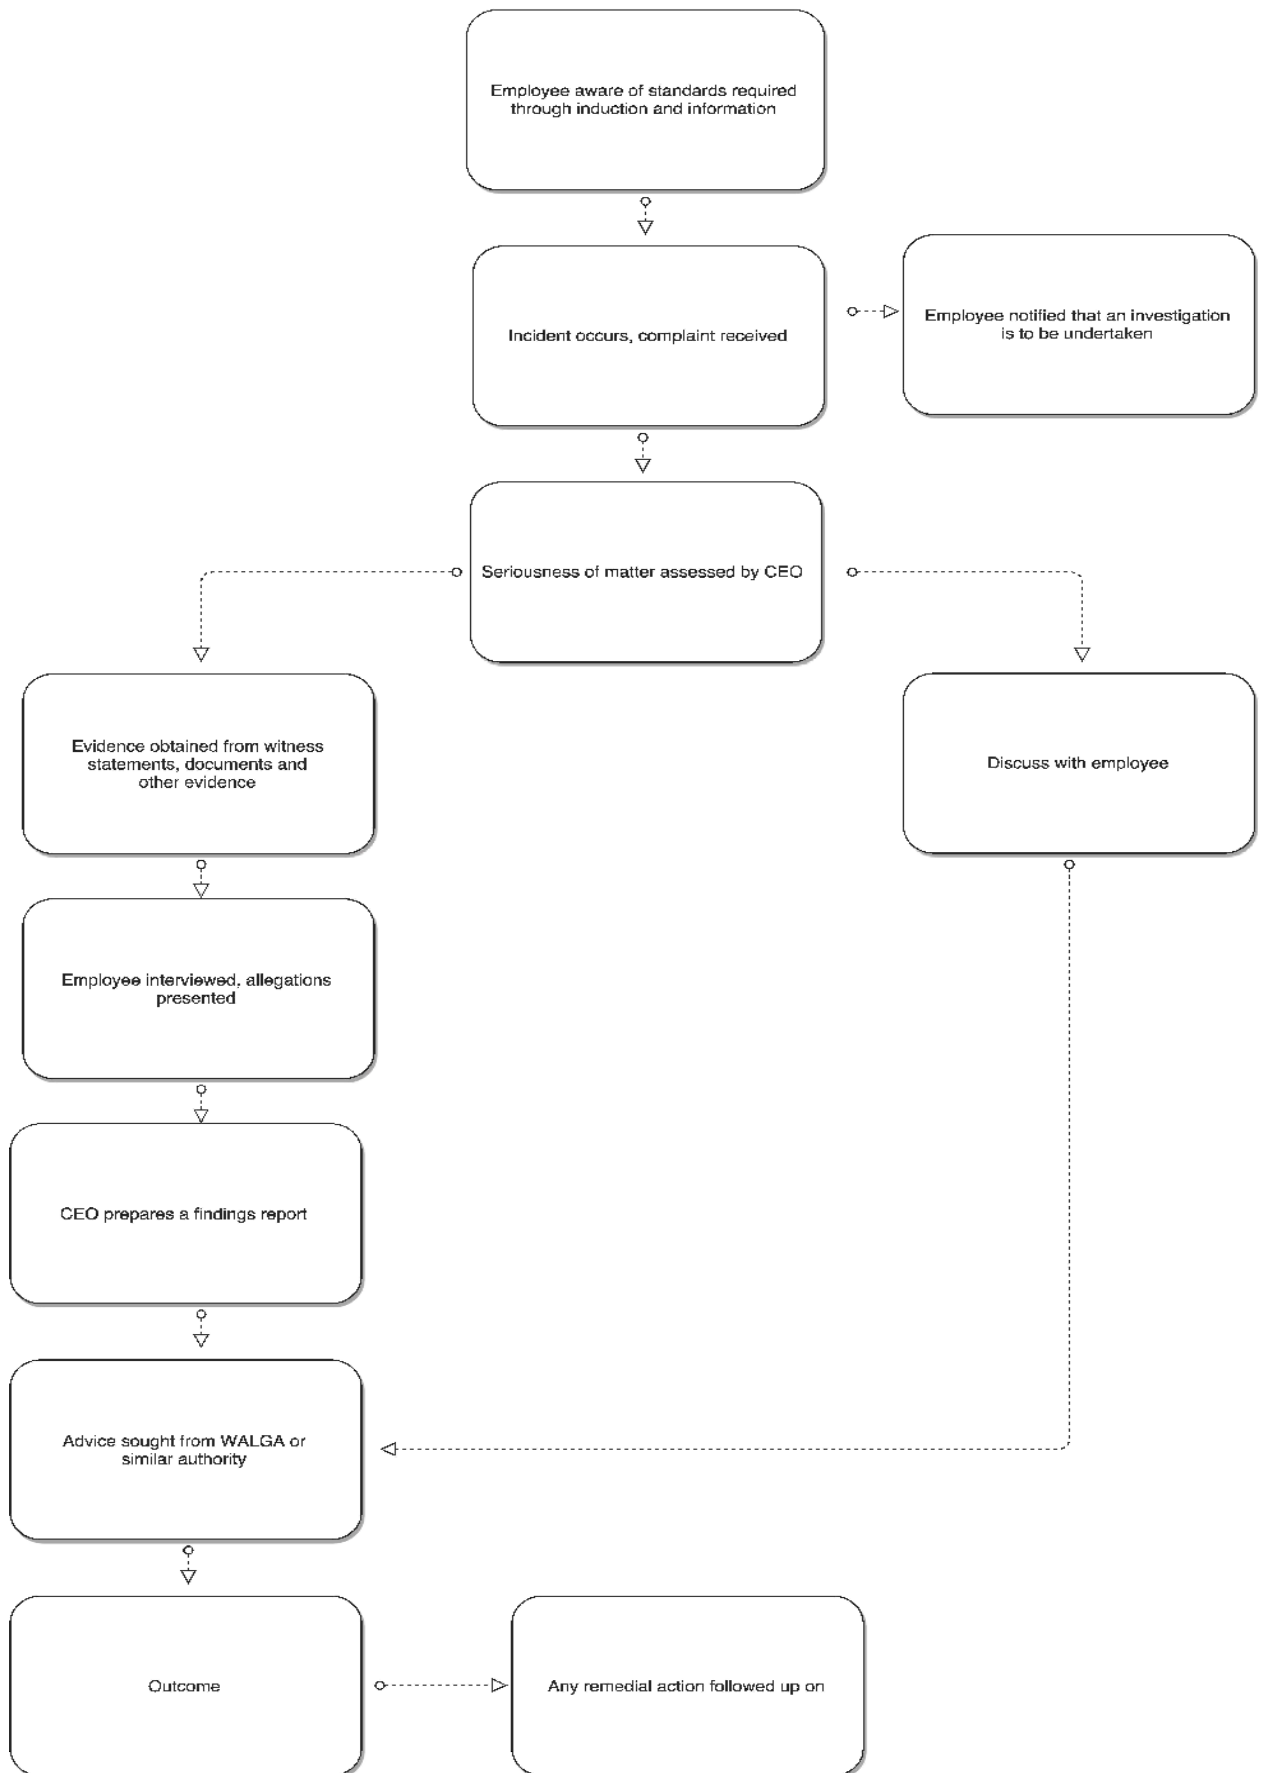 Employee aware of standards required
through induction and information
Incident occurs, complaint received
Employee notified that an investigation
is to be undertaken
Seriousness of matter assessed by CEO
Evidence obtained from witness
statements, documents and
other evidence
Discuss with employee
Employee interviewed, allegations
presented
CEO prepares a findings report
Advice sought from WALGA or
similar authority
Outcome
Any remedial action followed up on